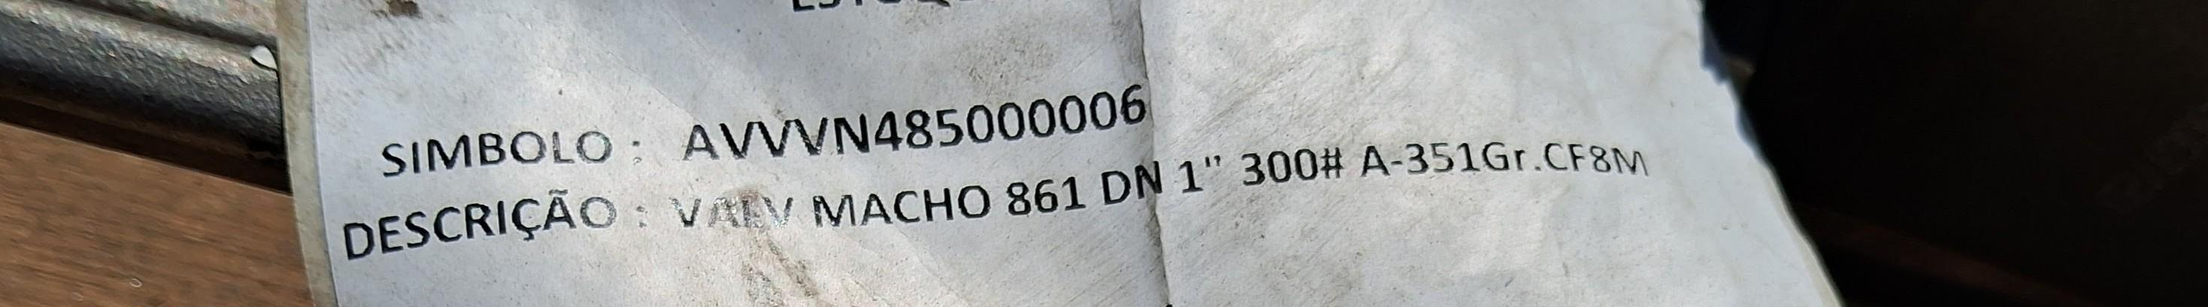 SIMBOLO : AVVVN485000006
DESCRIÇÃO : VALV MACHO 861 DN 1" 300# A-351Gr.CF8M